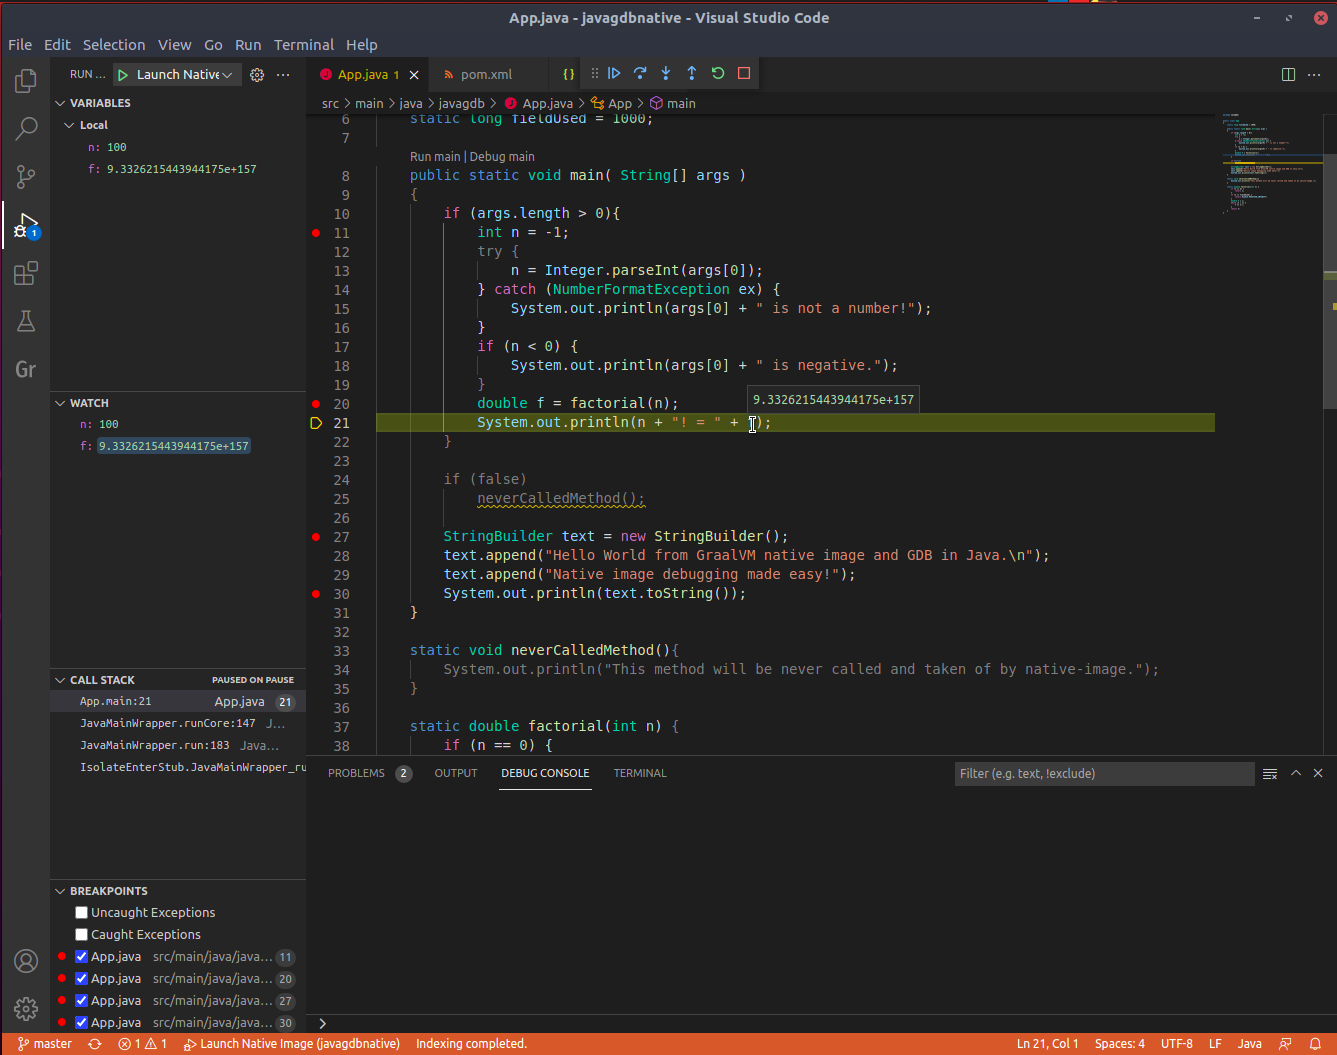 App.java - javagdbnative - Visual Studio Code
File Edit Selection View Go Run Terminal Help
RUN ... Launch Native
App.java 1
pom.xml
{}
src > main > java > javagdb > App.java > App > main
VARIABLES
Local
n: 100
f: 9.3326215443944175e+157
WATCH
n: 100
f: 9.3326215443944175e+157
CALL STACK PAUSED ON PAUSE
App.main:21 App.java 21
JavaMainWrapper.runCore:147 J...
JavaMainWrapper.run:183 Java...
IsolateEnterStub.JavaMainWrapper_ru
BREAKPOINTS
Uncaught Exceptions
Caught Exceptions
App.java src/main/java/java... 11
App.java src/main/java/java... 20
App.java src/main/java/java... 27
App.java src/main/java/java... 30
1
Gr
6 static long fieldUsed = 1000;
7
Run main | Debug main
8 public static void main( String[] args )
9 {
10 if (args.length > 0){
11 int n = -1;
12 try {
13 n = Integer.parseInt(args[0]);
14 } catch (NumberFormatException ex) {
15 System.out.println(args[0] + " is not a number!");
16 }
17 if (n < 0) {
18 System.out.println(args[0] + " is negative.");
19 }
20 double f = factorial(n);
9.3326215443944175e+157
21 System.out.println(n + "! = " + );
22 }
23
24 if (false)
25 neverCalledMethod();
26
27 StringBuilder text = new StringBuilder();
28 text.append("Hello World from GraalVM native image and GDB in Java.\n");
29 text.append("Native image debugging made easy!");
30 System.out.println(text.toString());
31 }
32
33 static void neverCalledMethod(){
34 System.out.println("This method will be never called and taken of by native-image.");
35 }
36
37 static double factorial(int n) {
38 if (n == 0) {
PROBLEMS 2 OUTPUT DEBUG CONSOLE TERMINAL
Filter (e.g. text, !exclude)
>
master 1 1 Launch Native Image (javagdbnative) Indexing completed. Ln 21, Col 1 Spaces: 4 UTF-8 LF Java